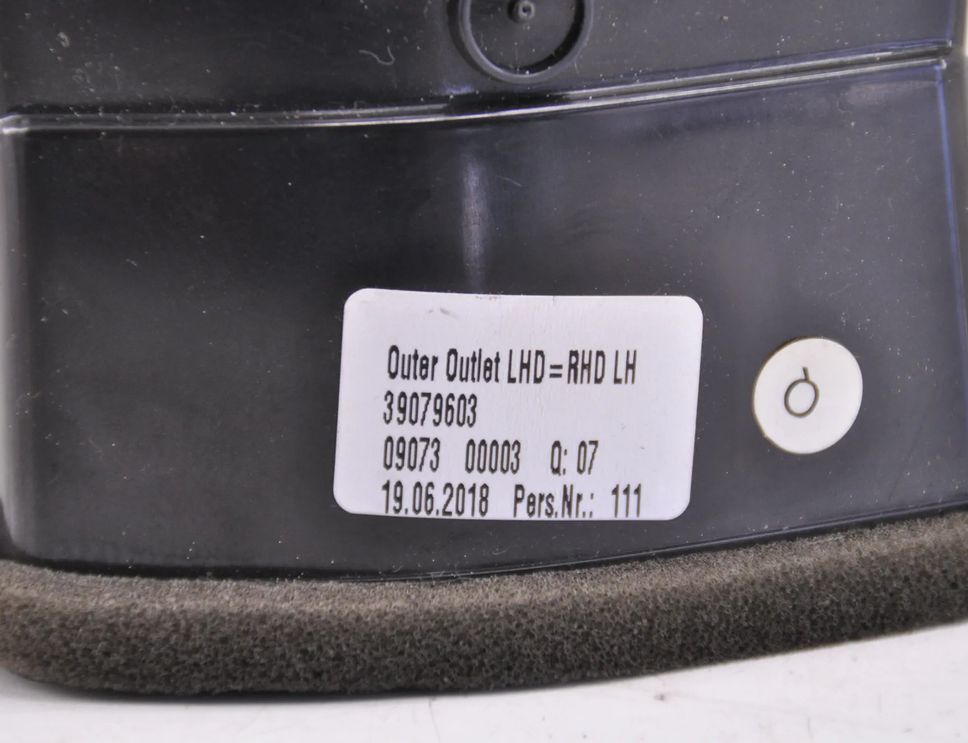 Outer Outlet LHD=RHD LH
39079603
09073 00003 Q: 07
19.06.2018 Pers.Nr.: 111